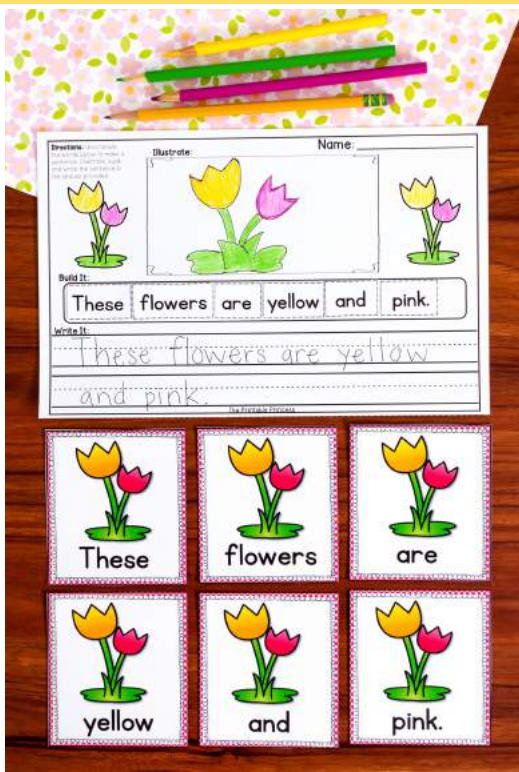 Directions:
Illustrate:
Name:
Build It:
These flowers are yellow and pink.
Write It:
These flowers are yellow
and pink.
The Printable Princess
These flowers are
yellow and pink.